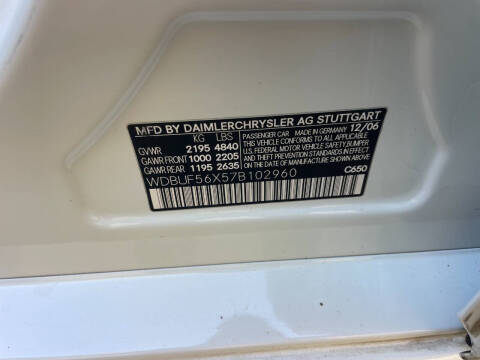 MFD BY DAIMLERCHRYSLER AG STUTTGART
KG LBS PASSENGER CAR MADE IN GERMANY 12/06
GVWR 2195 4840 THIS VEHICLE CONFORMS TO ALL APPLICABLE
GAWR FRONT 1000 2205 U.S. FEDERAL MOTOR VEHICLE SAFETY, BUMPER
GAWR REAR 1195 2635 AND THEFT PREVENTION STANDARDS IN EFFECT
ON THE DATE OF MANUFACTURE SHOWN ABOVE
WDBUF56X57B102960 C650